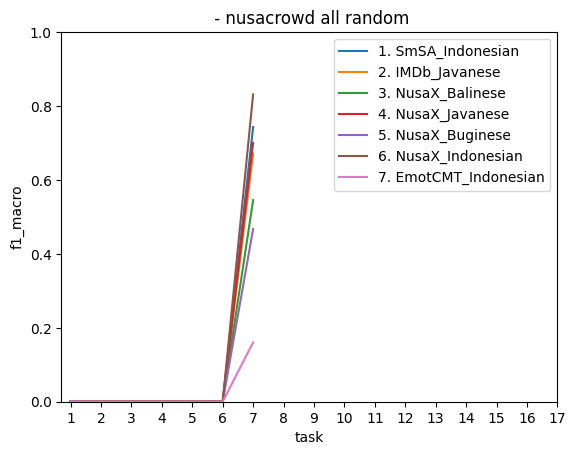 - nusacrowd all random
1.0
0.8
0.6
0.4
0.2
0.0
f1_macro
1. SmSA_Indonesian
2. IMDb_Javanese
3. NusaX_Balinese
4. NusaX_Javanese
5. NusaX_Buginese
6. NusaX_Indonesian
7. EmotCMT_Indonesian
1 2 3 4 5 6 7 8 9 10 11 12 13 14 15 16 17
task